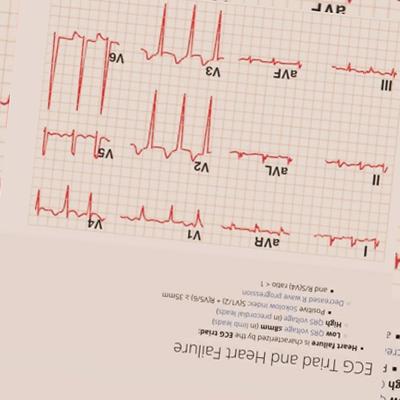 ECG Triad and Heart Failure
Heart failure is characterized by the ECG triad:
Low QRS voltage ≤8mm (in limb leads)
High QRS voltage (in precordial leads)
Positive Sokolow index: S(V1/2) + R(V5/6) ≥ 35mm
Decreased R wave progression
and R/S(V4) ratio < 1
I aVR V1 V4
II aVL V2 V5
III aVF V3 V6